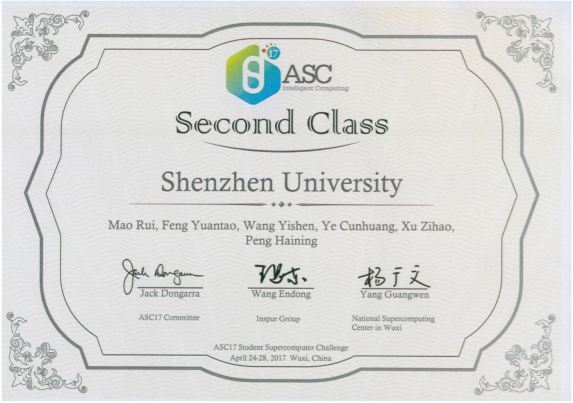 17
ASC
Intelligent Computing
Second Class
Shenzhen University
Mao Rui, Feng Yuantao, Wang Yishen, Ye Cunhuang, Xu Zihao,
Peng Haining
Jack Dongarra
Jack Dongarra Wang Endong Yang Guangwen
ASC17 Committee Inspur Group National Supercomputing
Center in Wuxi
ASC17 Student Supercomputer Challenge
April 24-28, 2017 Wuxi, China